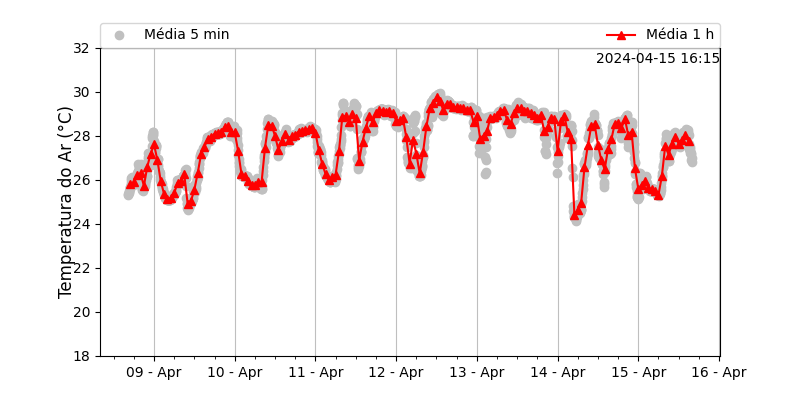 Média 5 min
Média 1 h
2024-04-15 16:15
Temperatura do Ar (°C)
32
30
28
26
24
22
20
18
09 - Apr
10 - Apr
11 - Apr
12 - Apr
13 - Apr
14 - Apr
15 - Apr
16 - Apr